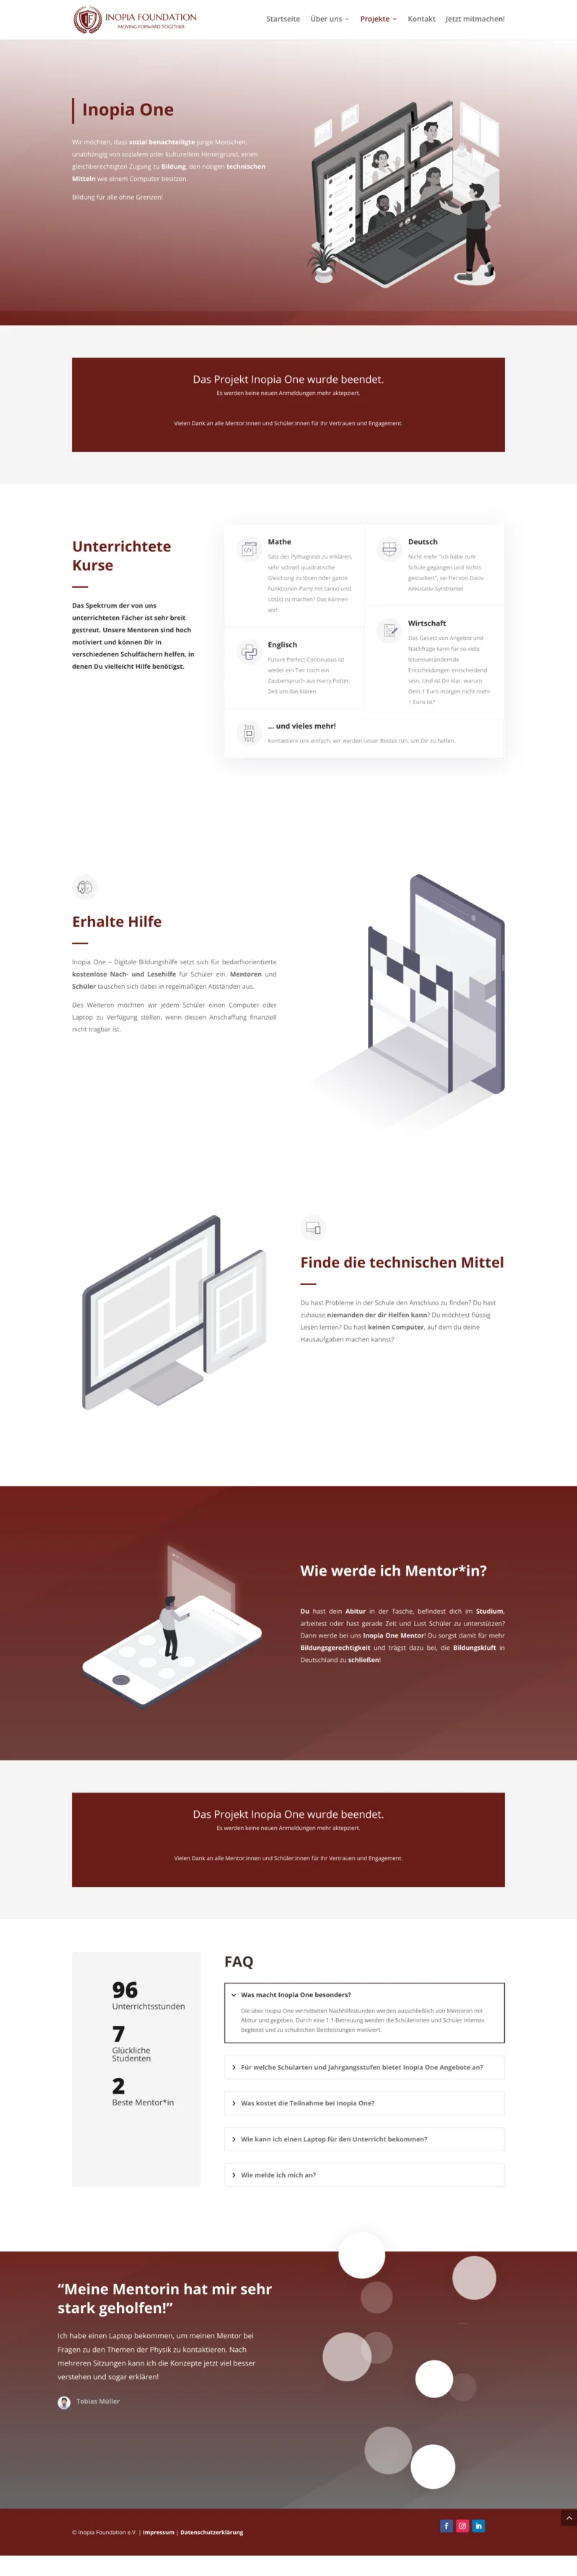 INOPIA FOUNDATION
MOVING FORWARD TOGETHER
Startseite Über uns Projekte Kontakt Jetzt mitmachen!
Inopia One
Wir möchten, dass sozial benachteiligte junge Menschen,
unabhängig von sozialem oder kulturellem Hintergrund, einen
gleichberechtigten Zugang zu Bildung, den nötigen technischen
Mitteln wie einem Computer besitzen.
Bildung für alle ohne Grenzen!
Das Projekt Inopia One wurde beendet.
Es werden keine neuen Anmeldungen mehr aktepziert.
Vielen Dank an alle Mentor:innen und Schüler:innen für ihr Vertrauen und Engagement.
Unterrichtete
Kurse
Das Spektrum der von uns
unterrichteten Fächer ist sehr breit
gestreut. Unsere Mentoren sind hoch
motiviert und können Dir in
verschiedenen Schulfächern helfen, in
denen Du vielleicht Hilfe benötigst.
Mathe
Satz des Pythagoras zu erklären,
sehr schnell quadratische
Gleichung zu lösen oder ganze
Funktionen-Party mit tan(x) und
cos(x) zu machen? Das können
wir!
Deutsch
Nicht mehr "Ich habe zum
Schule gegangen und nichts
gestudiert", sei frei von Dativ-
Akkusativ-Syndrome!
Englisch
Future Perfect Continuous ist
weder ein Tier noch ein
Zauberspruch aus Harry Potter,
Zeit um das klären.
Wirtschaft
Das Gesetz von Angebot und
Nachfrage kann für so viele
lebensverändernde
Entscheidungen entscheidend
sein. Und ist Dir klar, warum
Dein 1 Euro morgen nicht mehr
1 Euro ist?
... und vieles mehr!
Kontaktiere uns einfach, wir werden unser Bestes tun, um Dir zu helfen.
Erhalte Hilfe
Inopia One – Digitale Bildungshilfe setzt sich für bedarfsorientierte
kostenlose Nach- und Lesehilfe für Schüler ein. Mentoren und
Schüler tauschen sich dabei in regelmäßigen Abständen aus.
Des Weiteren möchten wir jedem Schüler einen Computer oder
Laptop zu Verfügung stellen, wenn dessen Anschaffung finanziell
nicht tragbar ist.
Finde die technischen Mittel
Du hast Probleme in der Schule den Anschluss zu finden? Du hast
zuhause niemanden der dir Helfen kann? Du möchtest flüssig
Lesen lernen? Du hast keinen Computer, auf dem du deine
Hausaufgaben machen kannst?
Wie werde ich Mentor*in?
Du hast dein Abitur in der Tasche, befindest dich im Studium,
arbeitest oder hast gerade Zeit und Lust Schüler zu unterstützen?
Dann werde bei uns Inopia One Mentor! Du sorgst damit für mehr
Bildungsgerechtigkeit und trägst dazu bei, die Bildungskluft in
Deutschland zu schließen!
Das Projekt Inopia One wurde beendet.
Es werden keine neuen Anmeldungen mehr aktepziert.
Vielen Dank an alle Mentor:innen und Schüler:innen für ihr Vertrauen und Engagement.
96
Unterrichtsstunden
7
Glückliche
Studenten
2
Beste Mentor*in
FAQ
Was macht Inopia One besonders?
Die über Inopia One vermittelten Nachhilfestunden werden ausschließlich von Mentoren mit
Abitur und gegeben. Durch eine 1:1-Betreuung werden die Schülerinnen und Schüler intensiv
begleitet und zu schulischen Bestleistungen motiviert.
Für welche Schularten und Jahrgangsstufen bietet Inopia One Angebote an?
Was kostet die Teilnahme bei Inopia One?
Wie kann ich einen Laptop für den Unterricht bekommen?
Wie melde ich mich an?
“Meine Mentorin hat mir sehr
stark geholfen!”
Ich habe einen Laptop bekommen, um meinen Mentor bei
Fragen zu den Themen der Physik zu kontaktieren. Nach
mehreren Sitzungen kann ich die Konzepte jetzt viel besser
verstehen und sogar erklären!
Tobias Müller
© Inopia Foundation e.V. | Impressum | Datenschutzerklärung